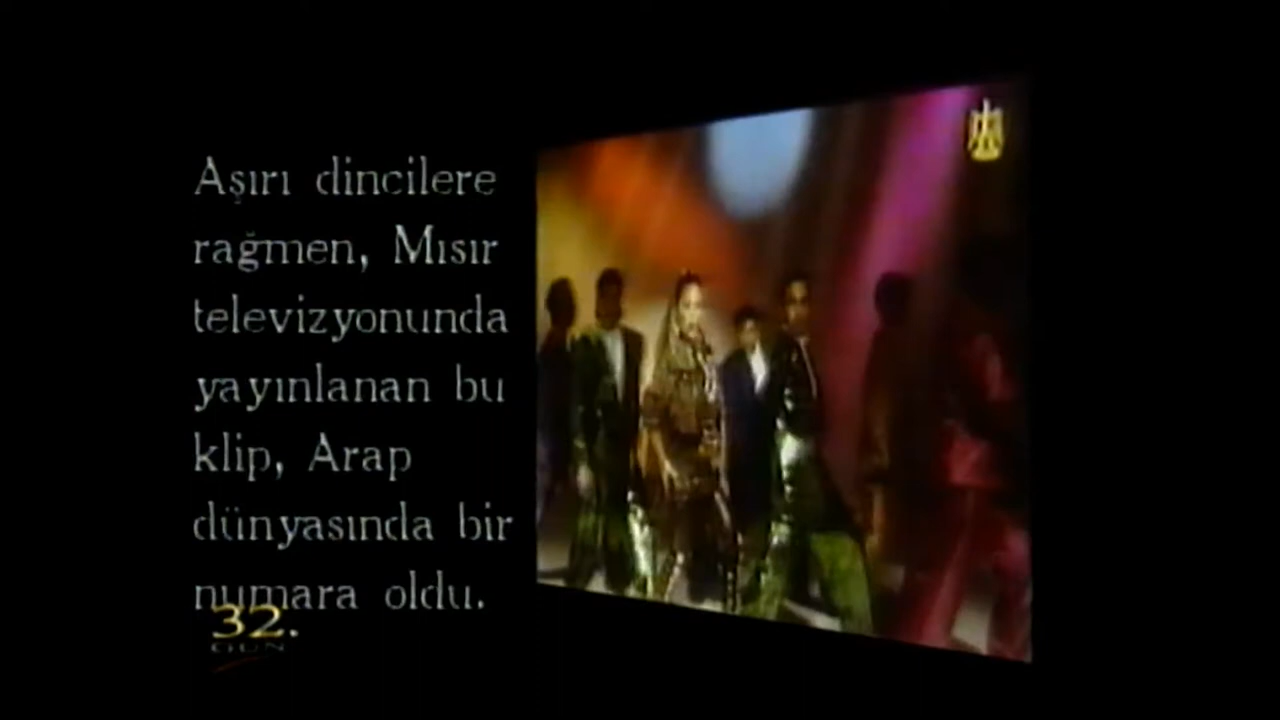 Aşırı dincilere
rağmen, Mısır
televizyonunda
yayınlanan bu
klip, Arap
dünyasında bir
numara oldu.
32.
GÜN